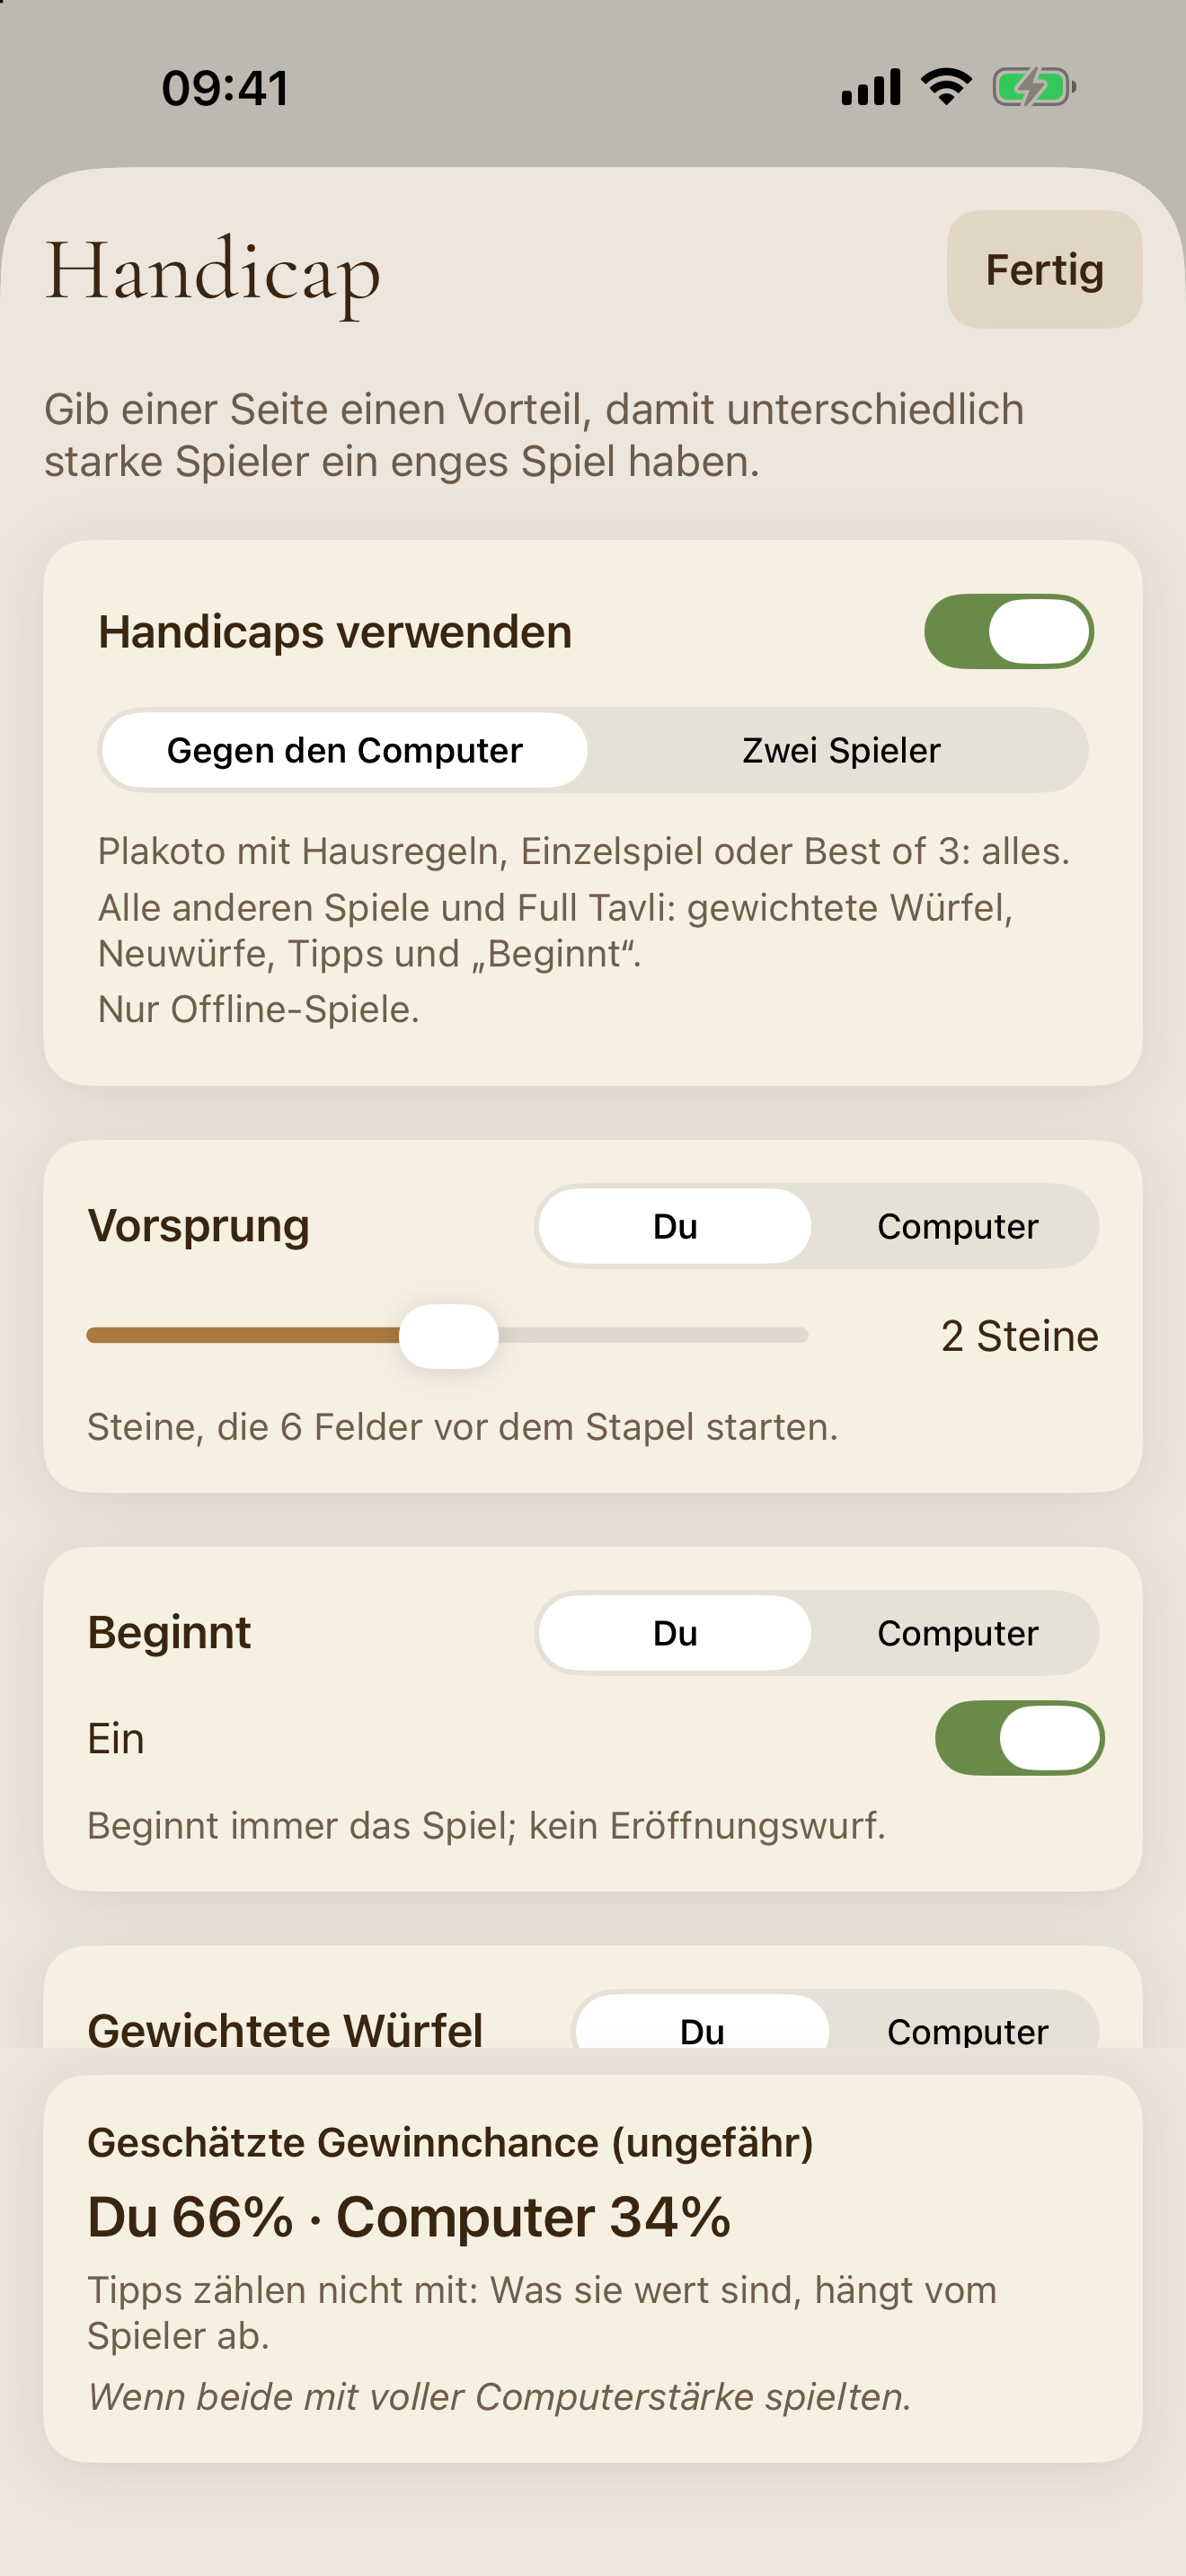 09:41
Handicap
Fertig
Gib einer Seite einen Vorteil, damit unterschiedlich
starke Spieler ein enges Spiel haben.
Handicaps verwenden
Gegen den Computer
Zwei Spieler
Plakoto mit Hausregeln, Einzelspiel oder Best of 3: alles.
Alle anderen Spiele und Full Tavli: gewichtete Würfel,
Neuwürfe, Tipps und „Beginnt“.
Nur Offline-Spiele.
Vorsprung
Du
Computer
2 Steine
Steine, die 6 Felder vor dem Stapel starten.
Beginnt
Du
Computer
Ein
Beginnt immer das Spiel; kein Eröffnungswurf.
Gewichtete Würfel
Du
Computer
Geschätzte Gewinnchance (ungefähr)
Du 66% · Computer 34%
Tipps zählen nicht mit: Was sie wert sind, hängt vom
Spieler ab.
Wenn beide mit voller Computerstärke spielten.